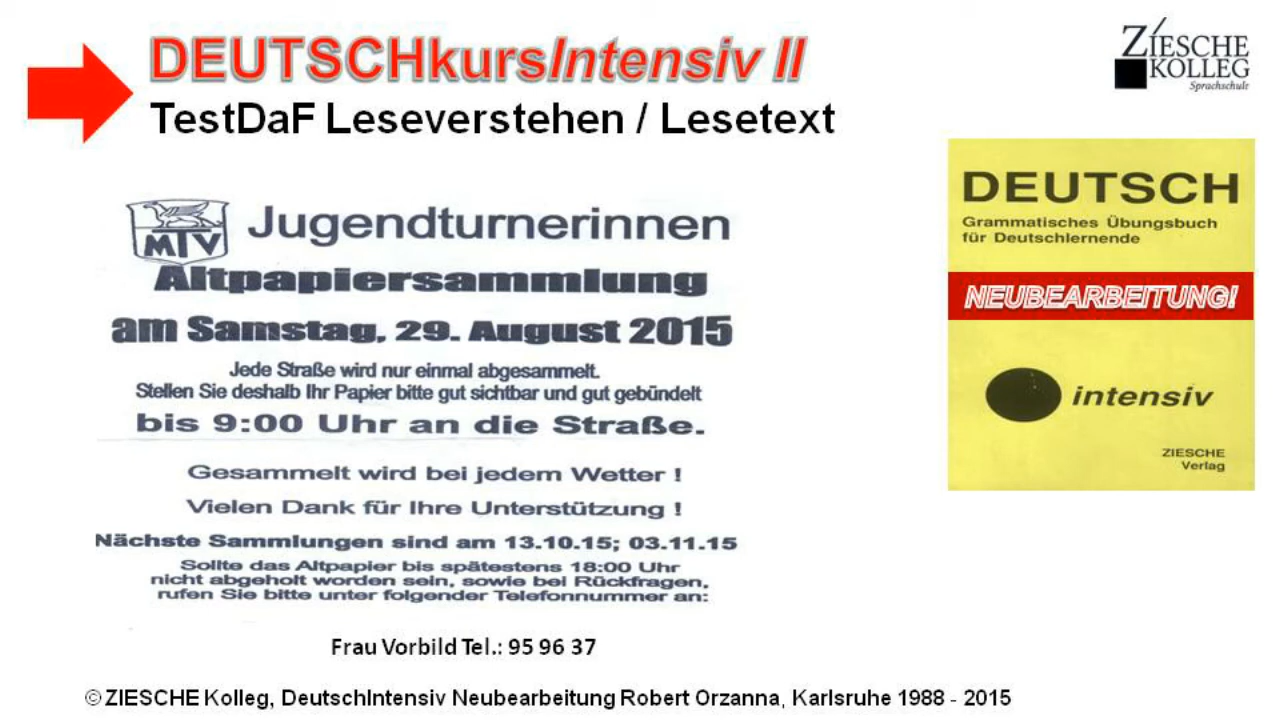 DEUTSCHkursIntensiv II
TestDaF Leseverstehen / Lesetext
ZIESCHE
KOLLEG
Sprachschule
MTV
Jugendturnerinnen
Altpapiersammlung
am Samstag, 29. August 2015
Jede Straße wird nur einmal abgesammelt.
Stellen Sie deshalb Ihr Papier bitte gut sichtbar und gut gebündelt
bis 9:00 Uhr an die Straße.
Gesammelt wird bei jedem Wetter !
Vielen Dank für Ihre Unterstützung !
Nächste Sammlungen sind am 13.10.15; 03.11.15
Sollte das Altpapier bis spätestens 18:00 Uhr
nicht abgeholt worden sein, sowie bei Rückfragen,
rufen Sie bitte unter folgender Telefonnummer an:
Frau Vorbild Tel.: 95 96 37
DEUTSCH
Grammatisches Übungsbuch
für Deutschlernende
NEUBEARBEITUNG!
intensiv
ZIESCHE
Verlag
© ZIESCHE Kolleg, DeutschIntensiv Neubearbeitung Robert Orzanna, Karlsruhe 1988 - 2015